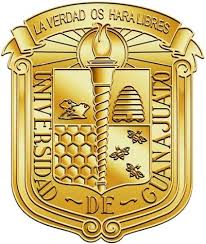 LA VERDAD OS HARA LIBRES
UNIVERSIDAD
DE
GUANAJUATO